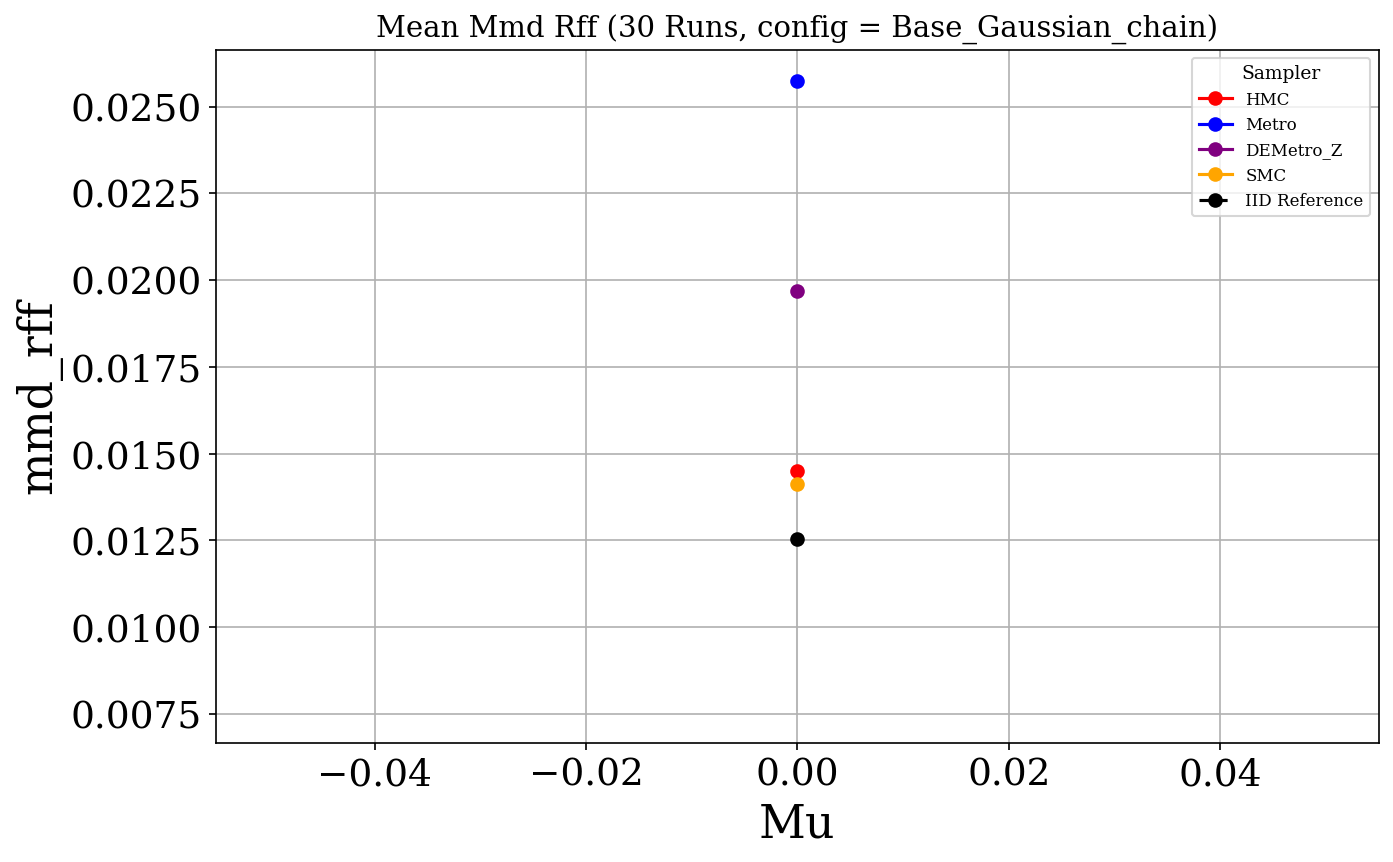 Mean Mmd Rff (30 Runs, config = Base_Gaussian_chain)
Sampler
HMC
Metro
DEMetro_Z
SMC
IID Reference
mmd_rff
0.0250
0.0225
0.0200
0.0175
0.0150
0.0125
0.0100
0.0075
−0.04 −0.02 0.00 0.02 0.04
Mu